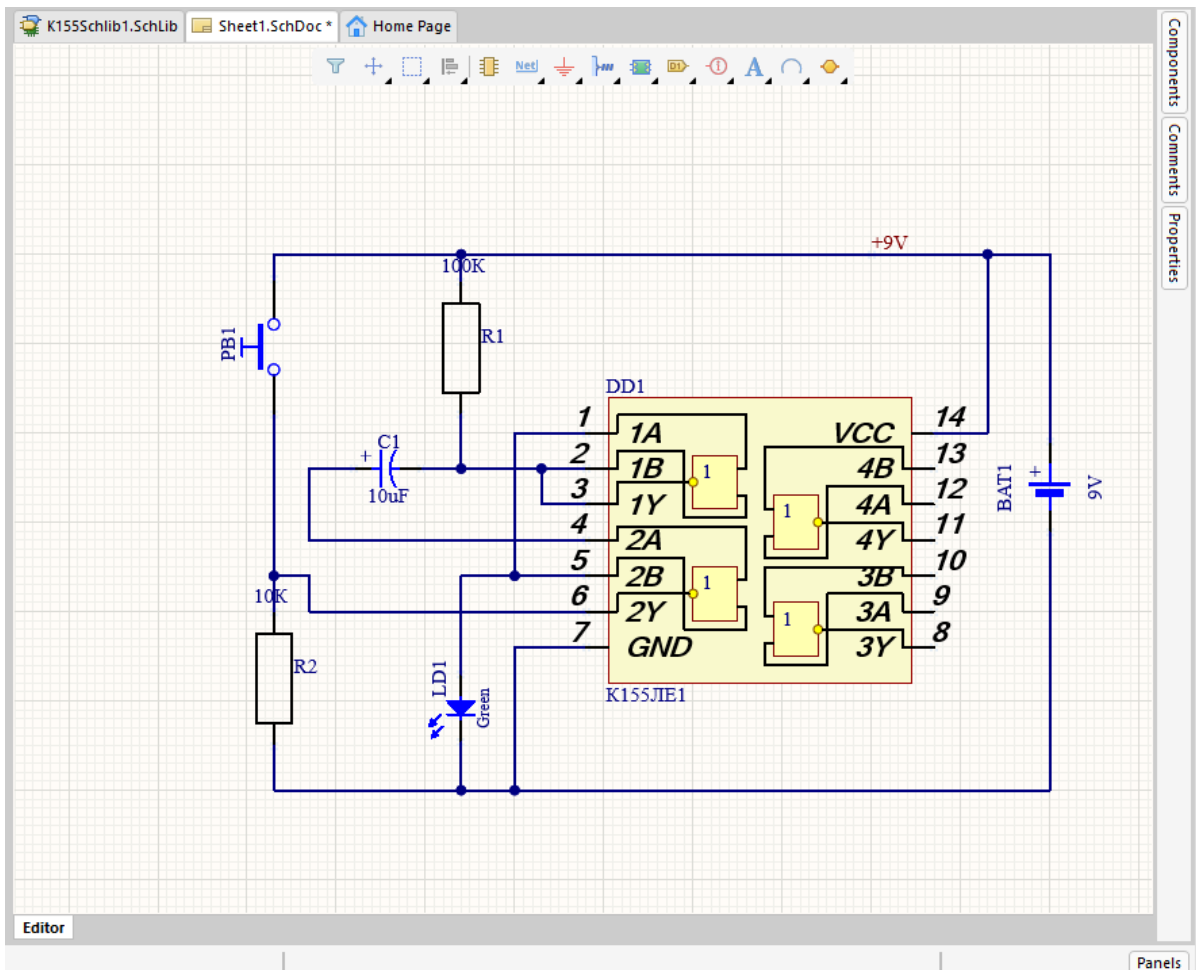 K155Schlib1.SchLib
Sheet1.SchDoc *
Home Page
Net
D1
A
Components
Comments
Properties
+9V
100K
R1
PB1
DD1
C1
+
10uF
1
2
3
4
5
6
7
1A
1B
1Y
2A
2B
2Y
GND
1
1
1
1
VCC
4B
4A
4Y
3B
3A
3Y
14
13
12
11
10
9
8
BAT1
+
9V
10K
R2
LD1
Green
К155ЛЕ1
Editor
Panels